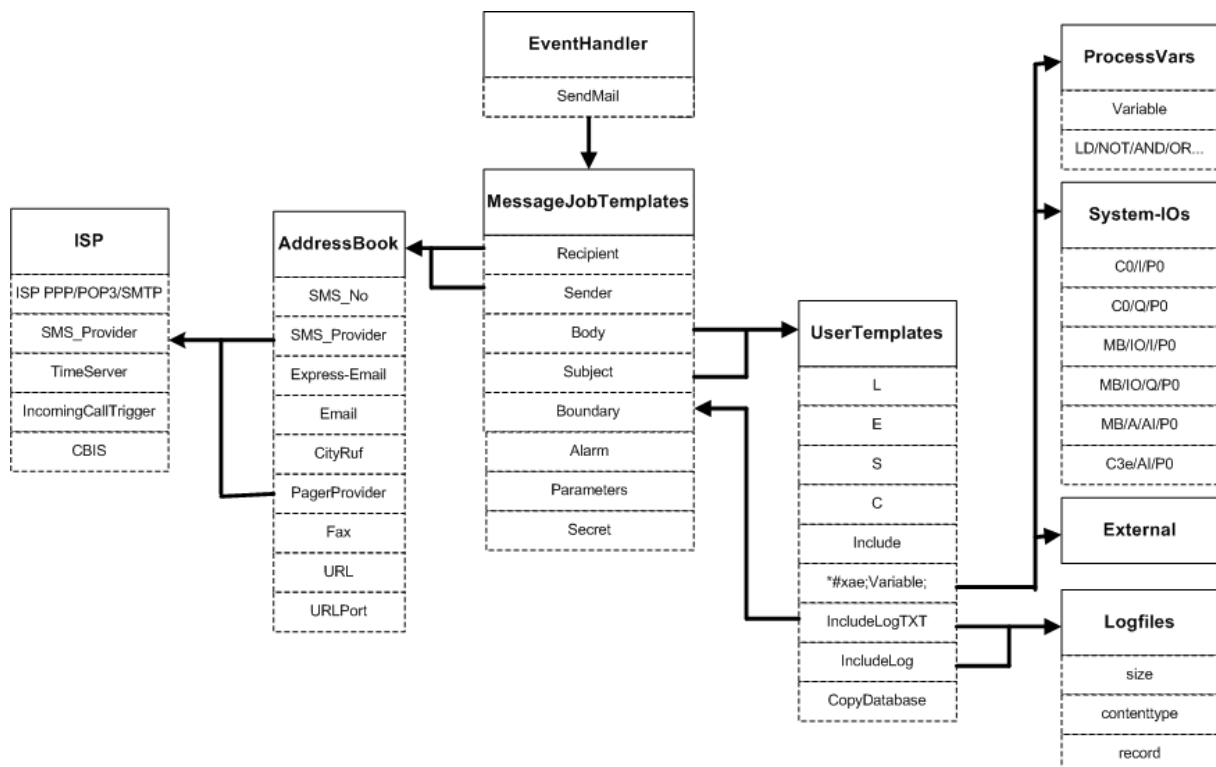 EventHandler
SendMail
MessageJobTemplates
Recipient
Sender
Body
Subject
Boundary
Alarm
Parameters
Secret
ISP
ISP PPP/POP3/SMTP
SMS_Provider
TimeServer
IncomingCallTrigger
CBIS
AddressBook
SMS_No
SMS_Provider
Express-Email
Email
CityRuf
PagerProvider
Fax
URL
URLPort
UserTemplates
L
E
S
C
Include
*#xae;Variable;
IncludeLogTXT
IncludeLog
CopyDatabase
ProcessVars
Variable
LD/NOT/AND/OR...
System-IOs
C0/I/P0
C0/Q/P0
MB/IO/I/P0
MB/IO/Q/P0
MB/A/AI/P0
C3e/AI/P0
External
Logfiles
size
contenttype
record